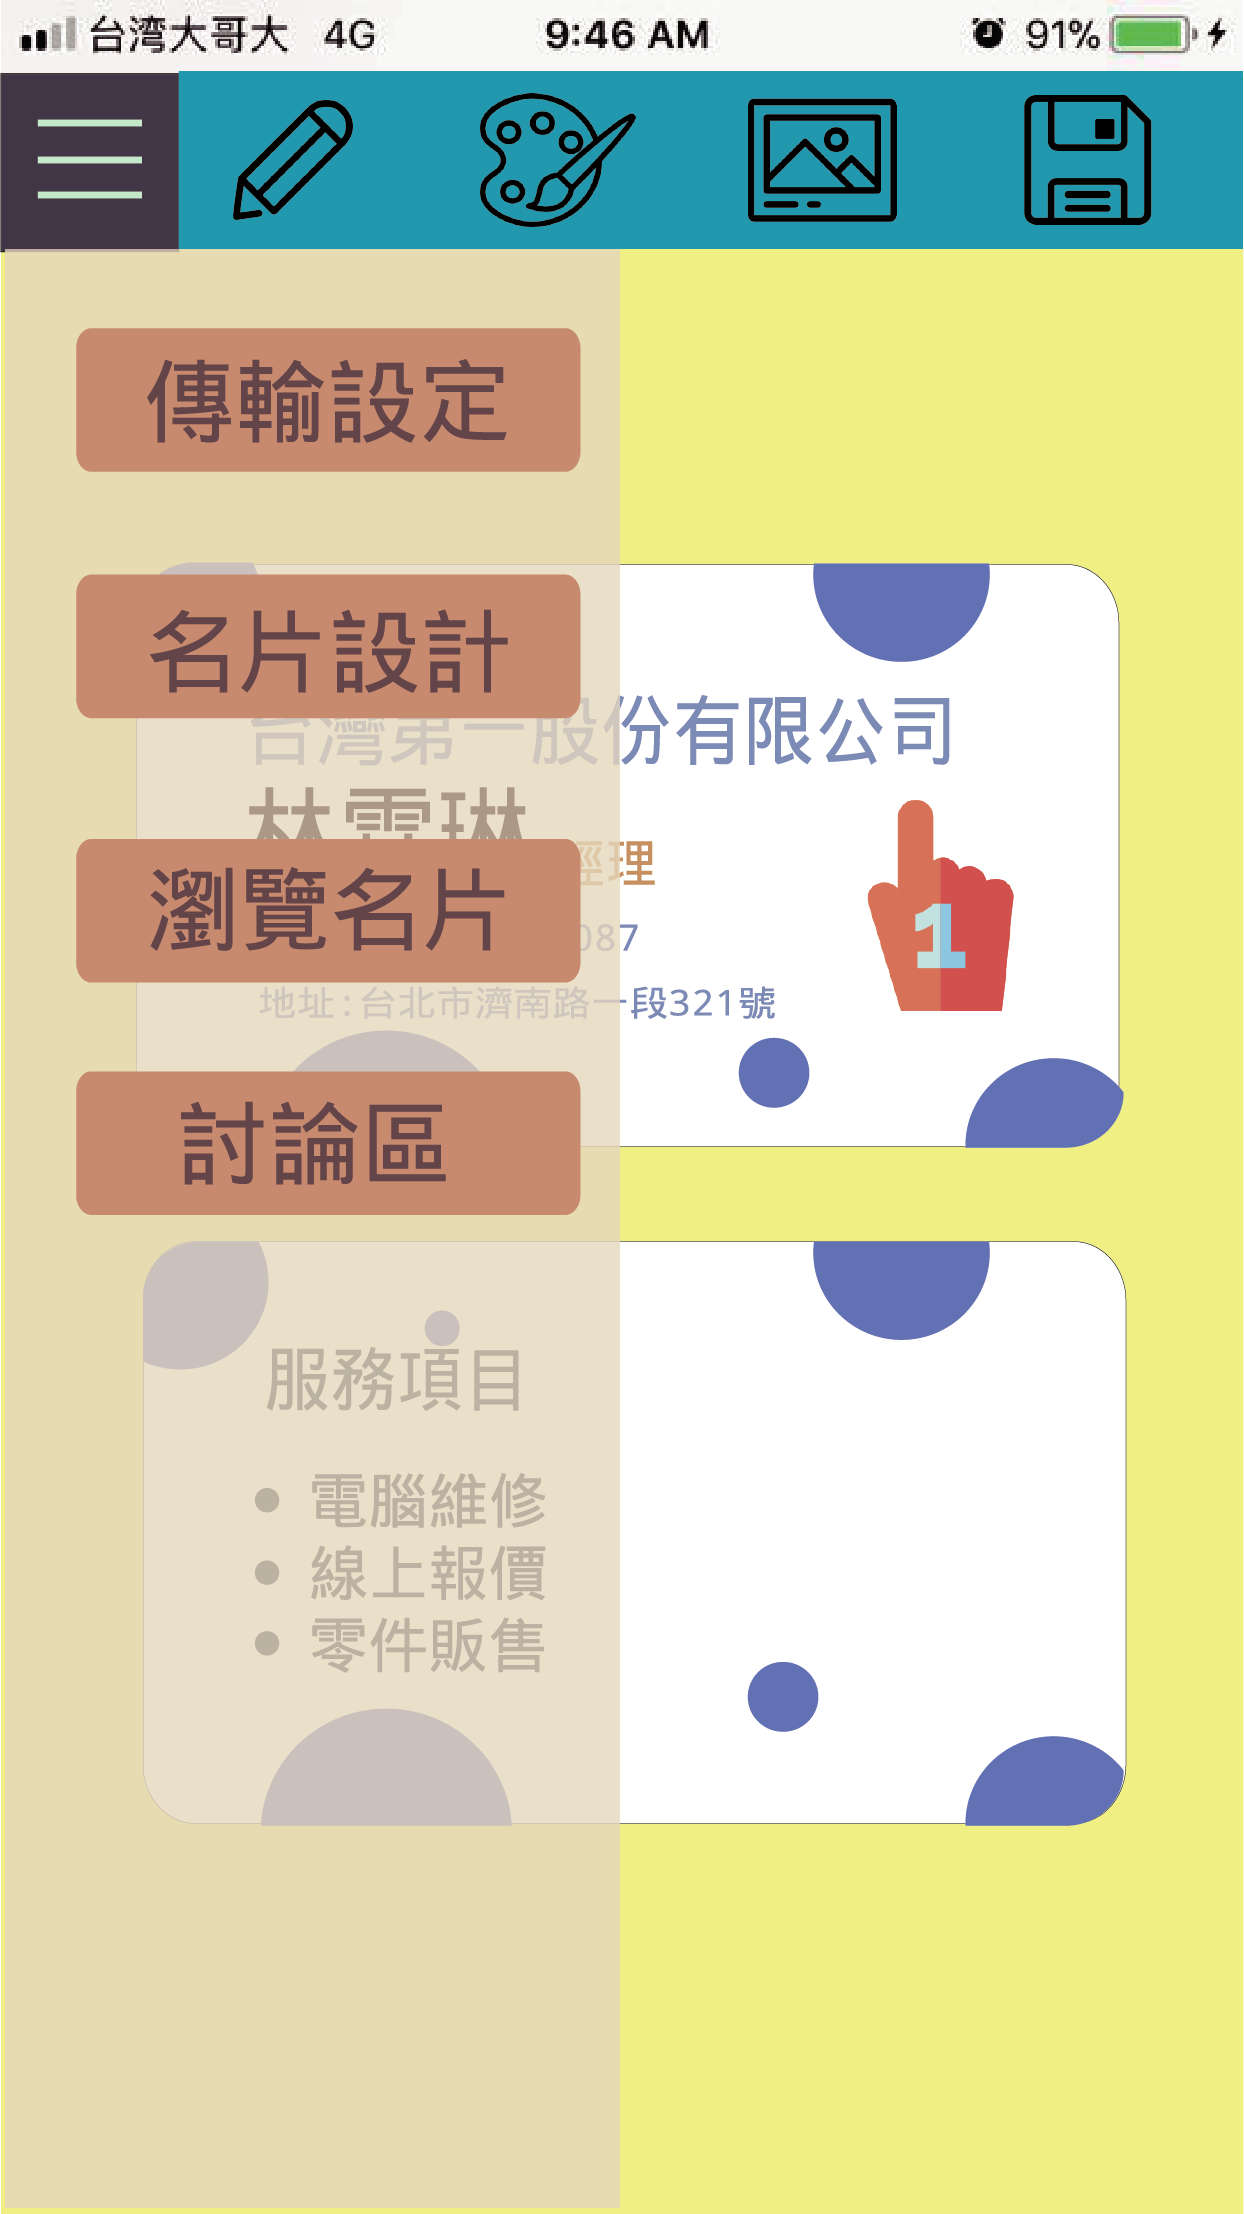 台湾大哥大 4G 9:46 AM 91%
傳輸設定
名片設計
台灣第一股份有限公司
林霏琳
經理
瀏覽名片
087
地址:台北市濟南路一段321號
1
討論區
服務項目
• 電腦維修
• 線上報價
• 零件販售